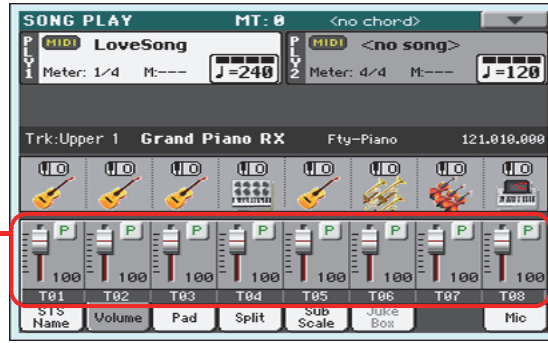 SONG PLAY MT: 0 <no chord>
PLY1 MIDI LoveSong
Meter: 1/4 M:--- ♩=240
PLY2 MIDI <no song>
Meter: 4/4 M:--- ♩=120
Trk:Upper 1 Grand Piano RX Fty-Piano 121.010.000
P P P P P P P P
100 100 100 100 100 100 100 100
T01 T02 T03 T04 T05 T06 T07 T08
STS Name Volume Pad Split Sub Scale Juke Box Mic